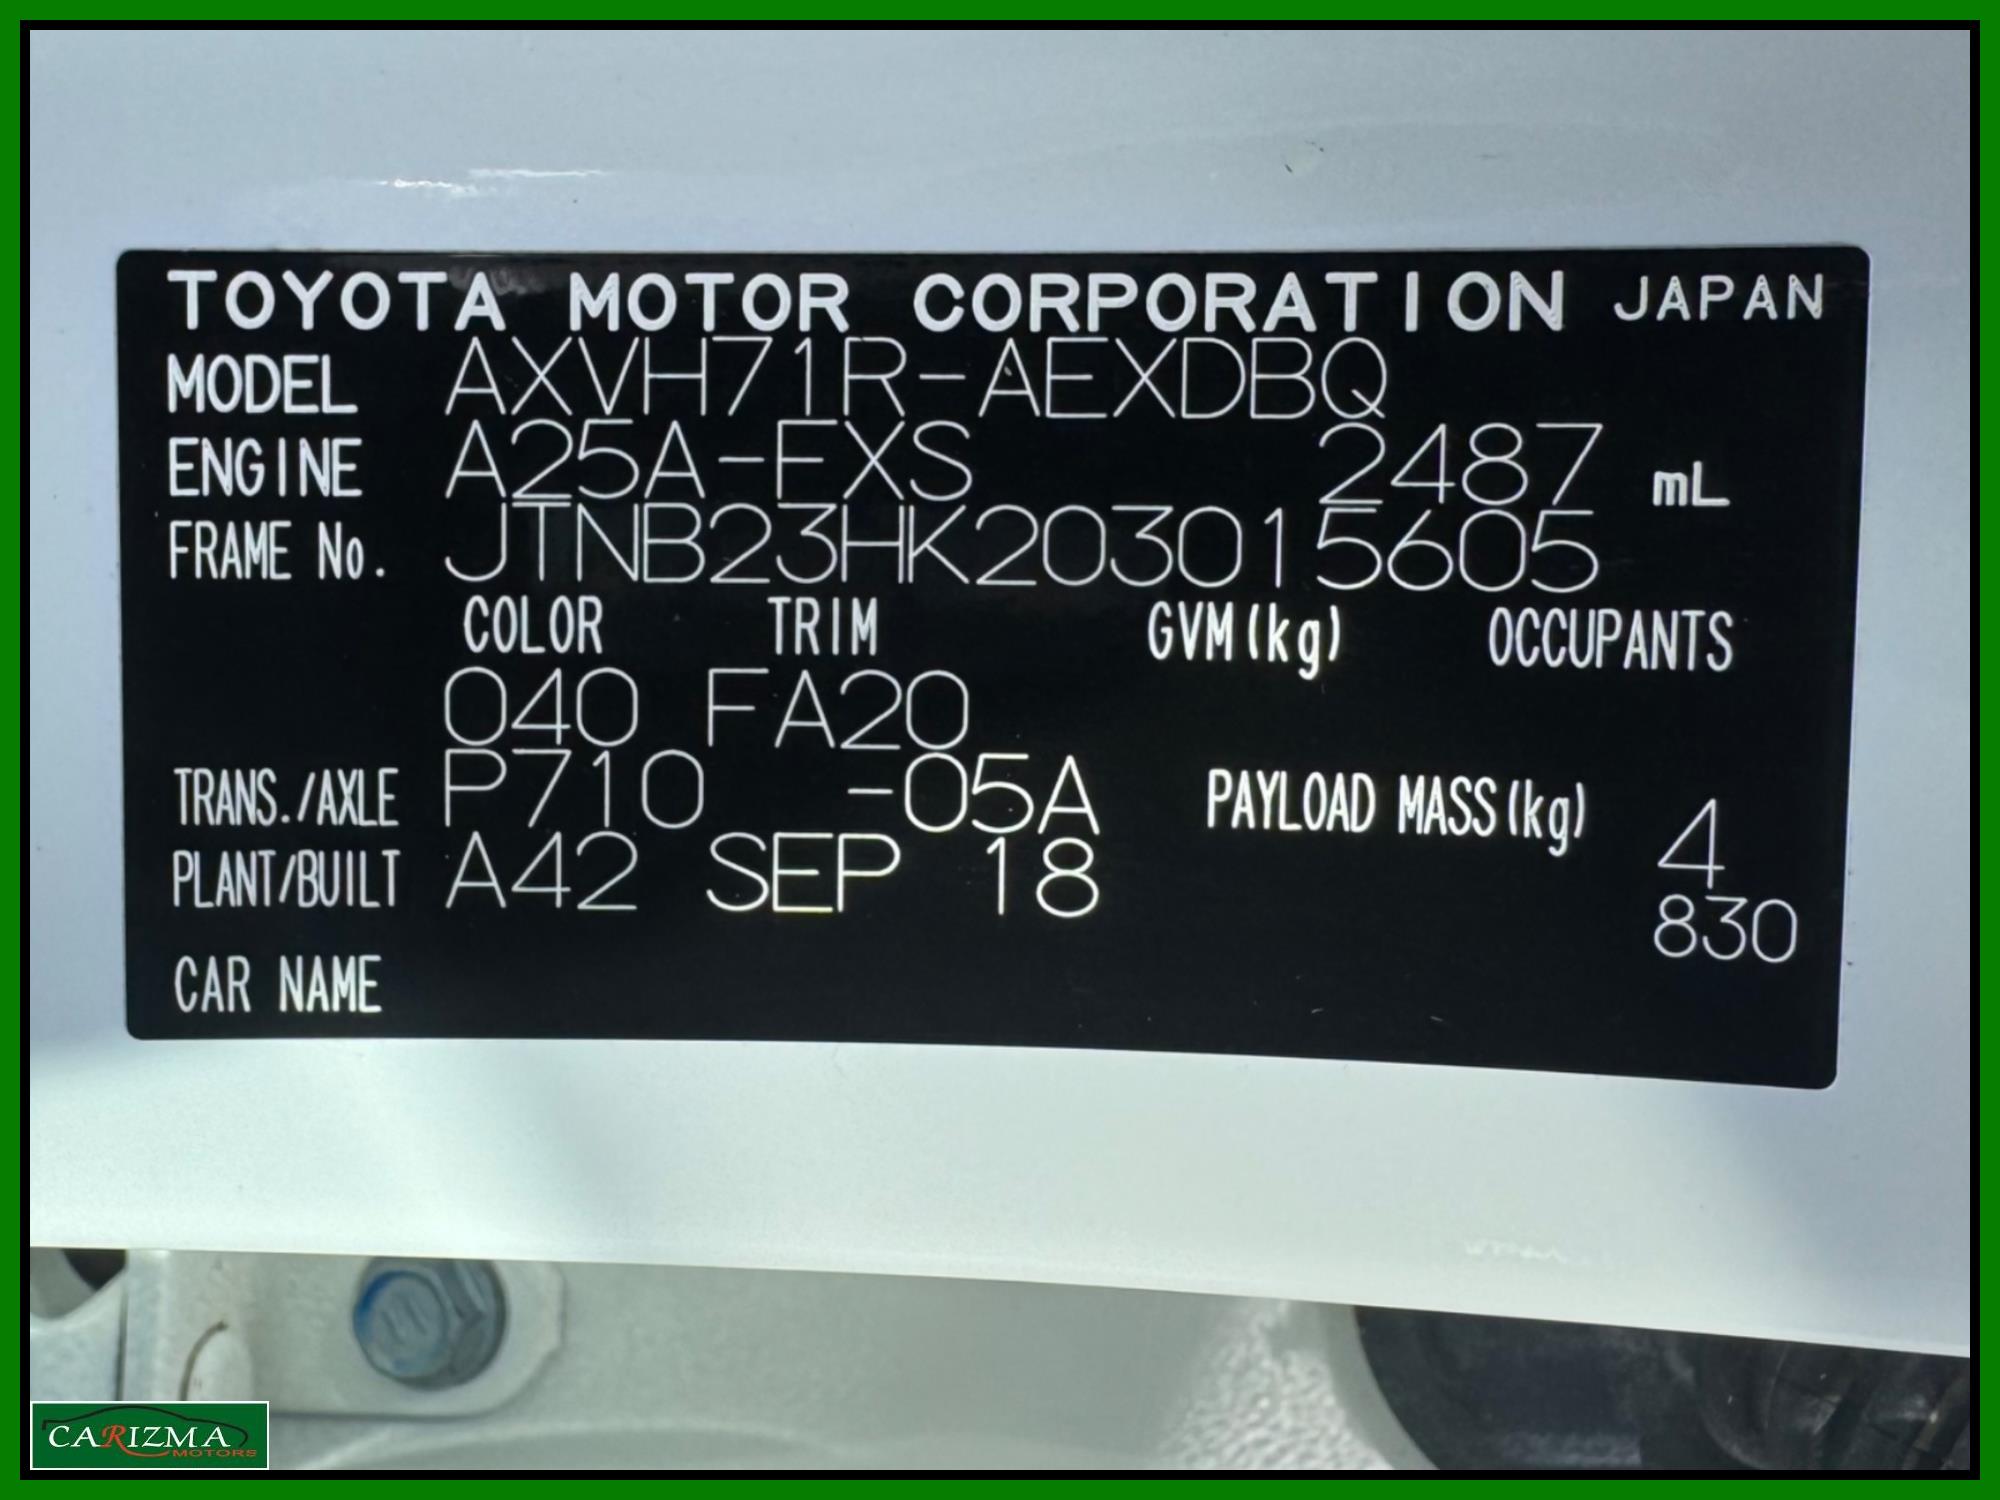 TOYOTA MOTOR CORPORATION JAPAN
MODEL AXVH71R-AEXDBQ
ENGINE A25A-FXS 2487 mL
FRAME No. JTNB23HK203015605
COLOR TRIM GVM(kg) OCCUPANTS
040 FA20
TRANS./AXLE P710 -05A PAYLOAD MASS(kg) 4
PLANT/BUILT A42 SEP 18 830
CAR NAME
CARIZMA
MOTORS